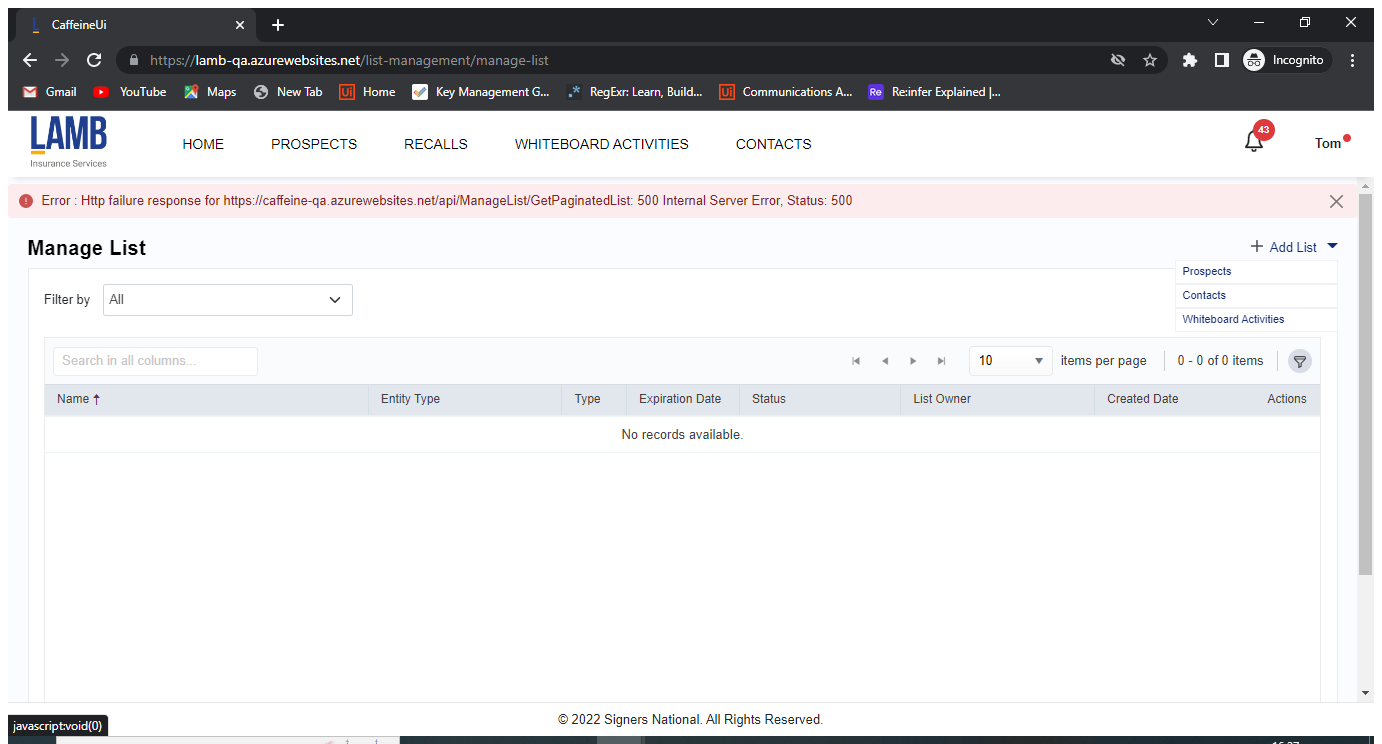 CaffeineUi
https://lamb-qa.azurewebsites.net/list-management/manage-list
Incognito
Gmail YouTube Maps New Tab Ui Home Key Management G... .* RegExr: Learn, Build... Ui Communications A... Re Re:infer Explained |...
LAMB
Insurance Services
HOME PROSPECTS RECALLS WHITEBOARD ACTIVITIES CONTACTS
43
Tom
Error : Http failure response for https://caffeine-qa.azurewebsites.net/api/ManageList/GetPaginatedList: 500 Internal Server Error, Status: 500
Manage List
+ Add List
Prospects
Contacts
Whiteboard Activities
Filter by All
Search in all columns...
10 items per page 0 - 0 of 0 items
Name Entity Type Type Expiration Date Status List Owner Created Date Actions
No records available.
© 2022 Signers National. All Rights Reserved.
javascript:void(0)